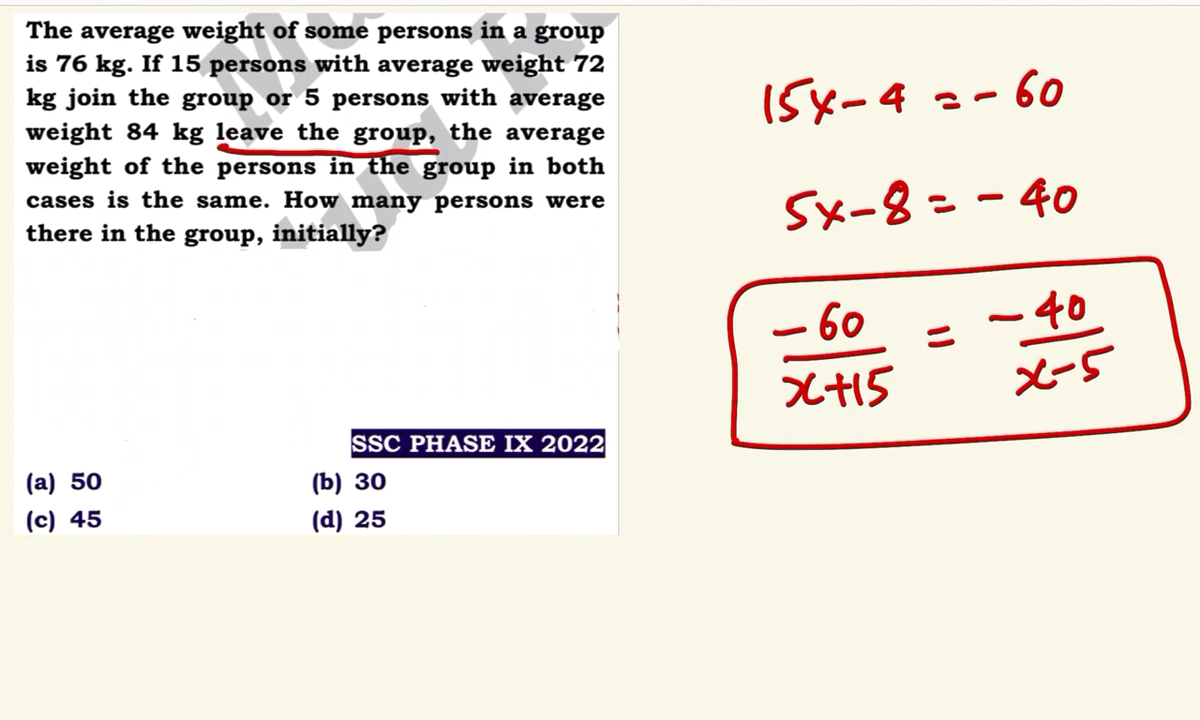 The average weight of some persons in a group
is 76 kg. If 15 persons with average weight 72
kg join the group or 5 persons with average
weight 84 kg leave the group, the average
weight of the persons in the group in both
cases is the same. How many persons were
there in the group, initially?
SSC PHASE IX 2022
(a) 50 (b) 30
(c) 45 (d) 25
15x-4 = -60
5x-8 = -40
-60/x+15 = -40/x-5